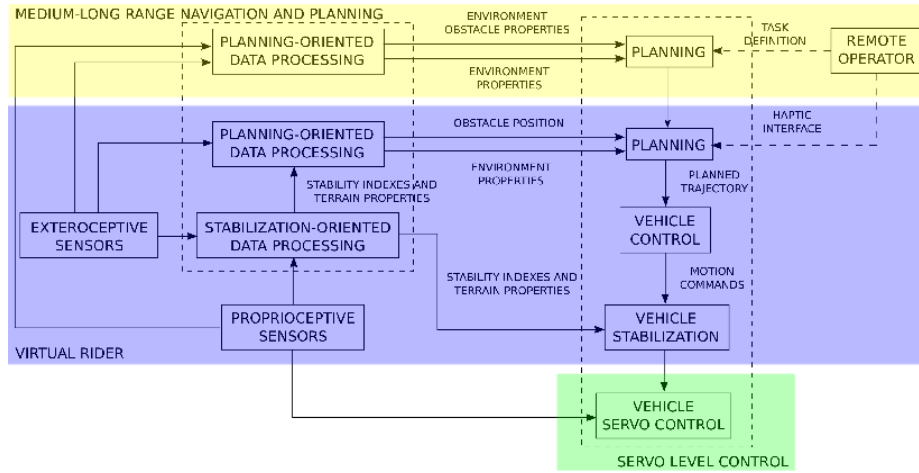 MEDIUM-LONG RANGE NAVIGATION AND PLANNING
PLANNING-ORIENTED
DATA PROCESSING
ENVIRONMENT
OBSTACLE PROPERTIES
ENVIRONMENT
PROPERTIES
PLANNING
TASK
DEFINITION
REMOTE
OPERATOR
PLANNING-ORIENTED
DATA PROCESSING
OBSTACLE POSITION
ENVIRONMENT
PROPERTIES
PLANNING
HAPTIC
INTERFACE
STABILITY INDEXES AND
TERRAIN PROPERTIES
PLANNED
TRAJECTORY
EXTEROCEPTIVE
SENSORS
STABILIZATION-ORIENTED
DATA PROCESSING
VEHICLE
CONTROL
STABILITY INDEXES AND
TERRAIN PROPERTIES
MOTION
COMMANDS
PROPRIOCEPTIVE
SENSORS
VEHICLE
STABILIZATION
VIRTUAL RIDER
VEHICLE
SERVO CONTROL
SERVO LEVEL CONTROL